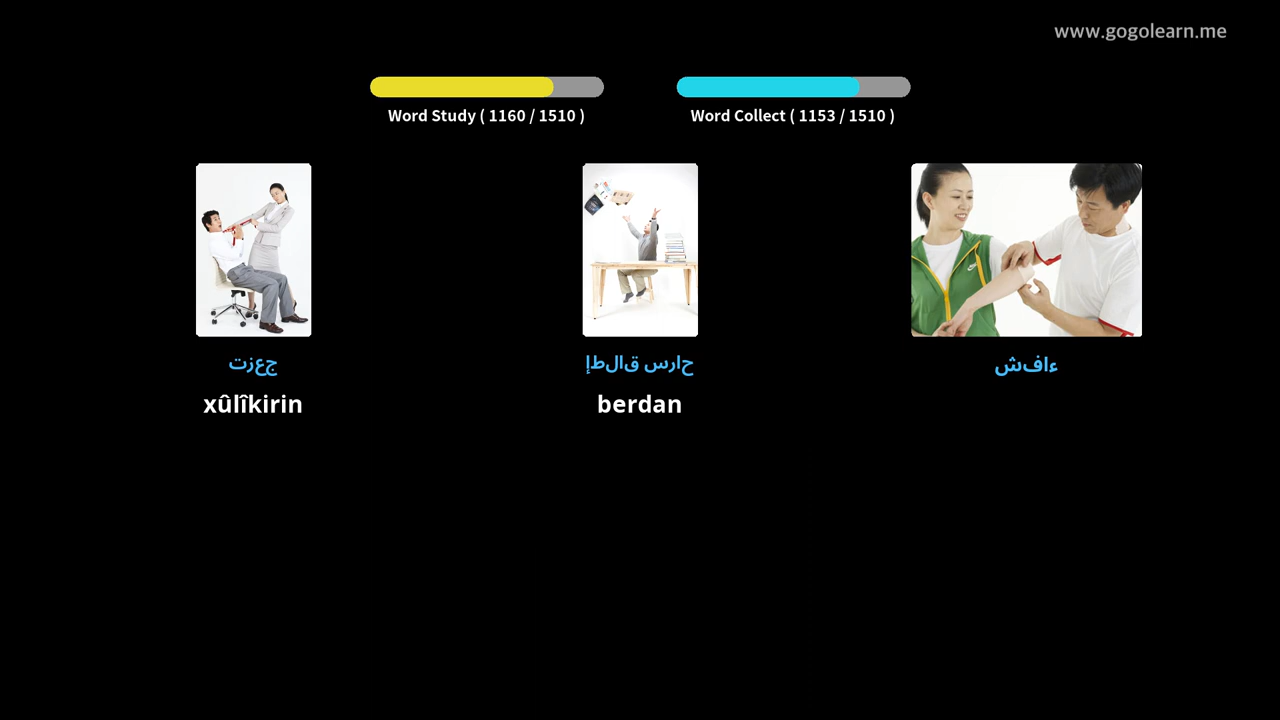 www.gogolearn.me
Word Study ( 1160 / 1510 )
Word Collect ( 1153 / 1510 )
جعزت
حارس قالطإ
ءافش
xûlîkirin
berdan